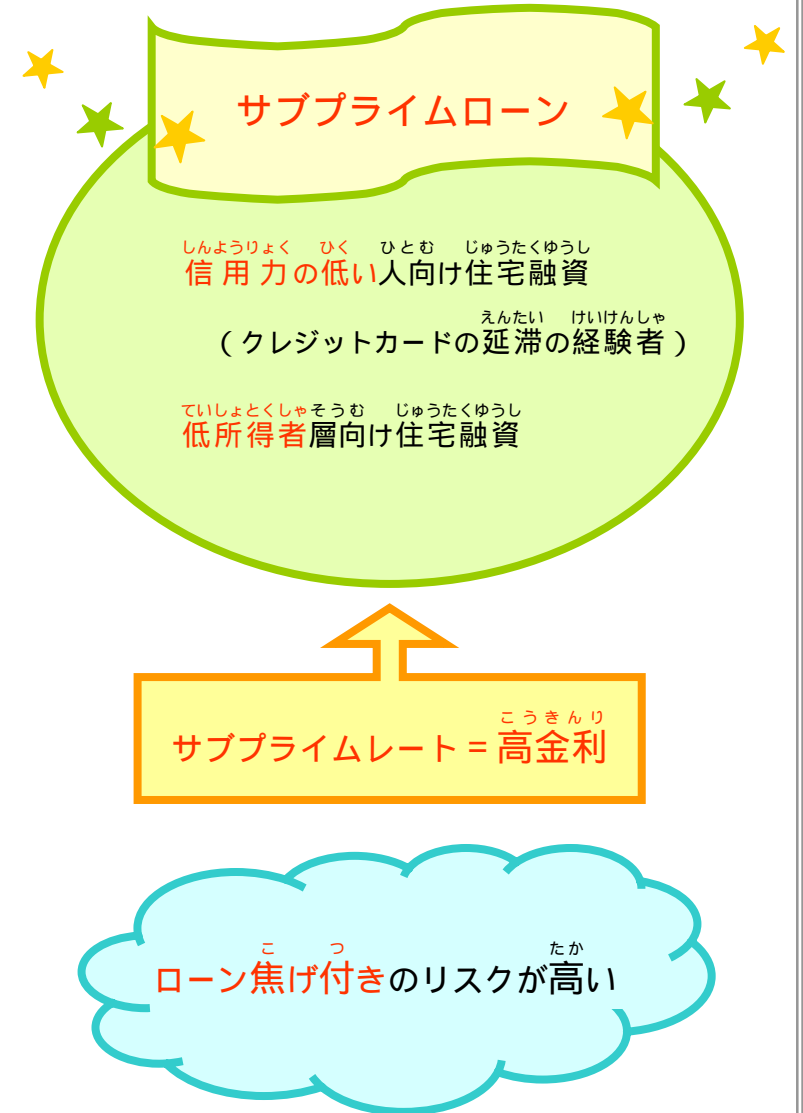 サブプライムローン
しんようりょく ひく ひとむ じゅうたくゆうし
信用力の低い人向け住宅融資
えんたい けいけんしゃ
（クレジットカードの延滞の経験者）
ていしょとくしゃそうむ じゅうたくゆうし
低所得者層向け住宅融資
こうきんり
サブプライムレート＝高金利
こ つ たか
ローン焦げ付きのリスクが高い